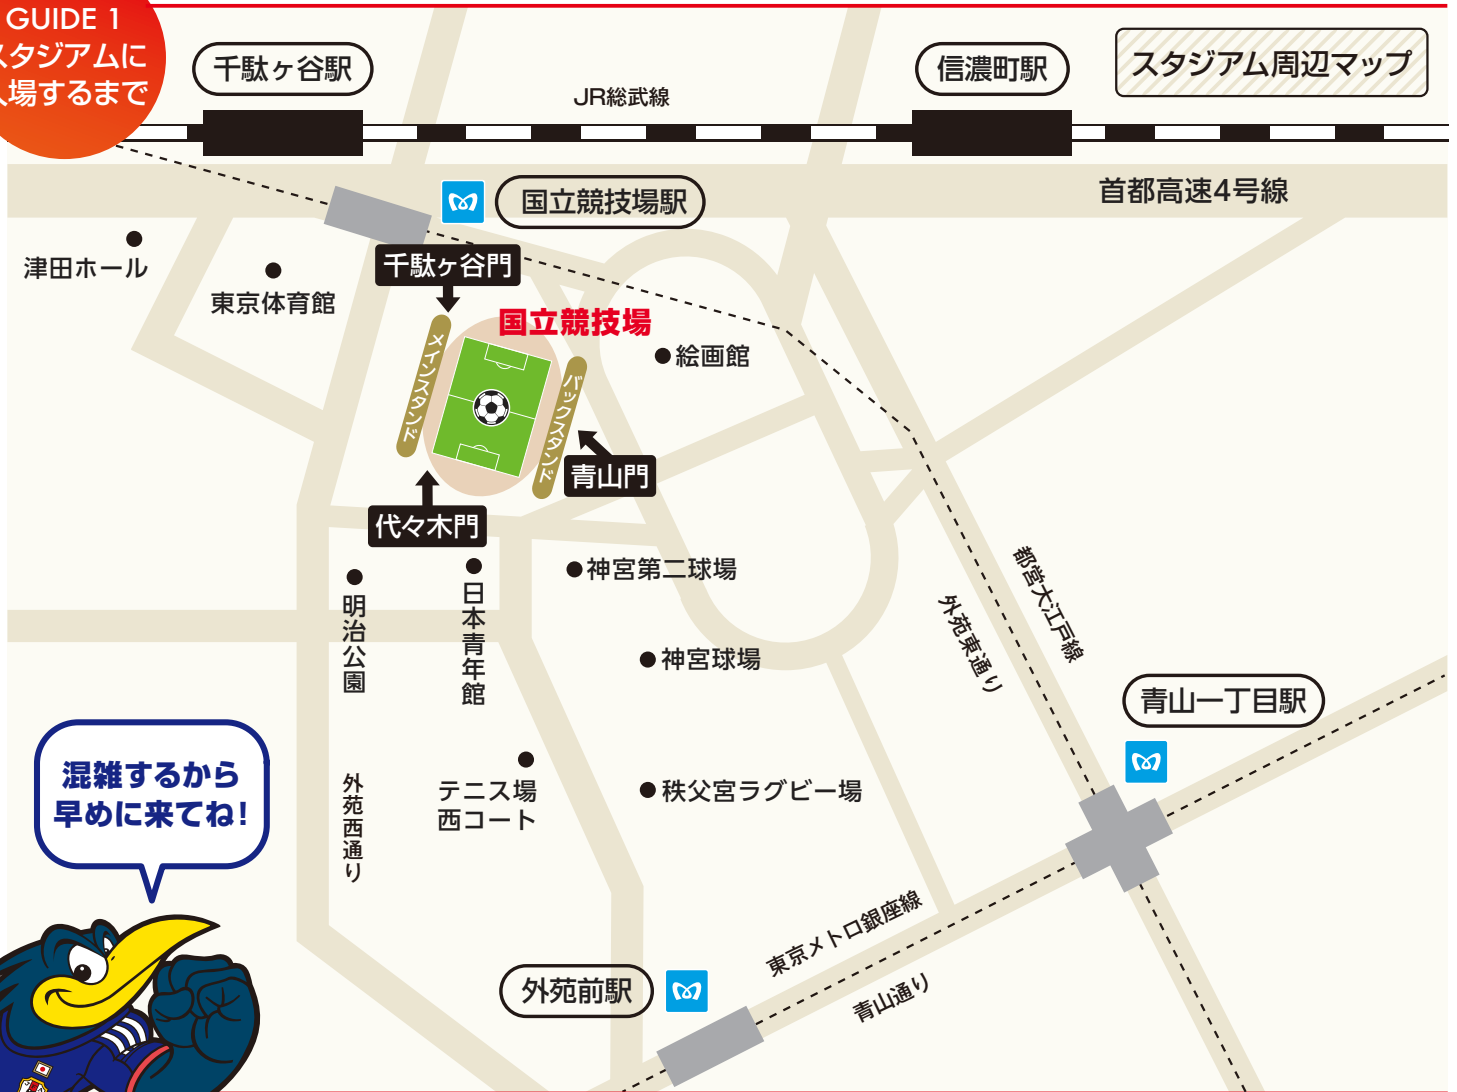 GUIDE 1
スタジアムに
入場するまで
千駄ヶ谷駅
信濃町駅
スタジアム周辺マップ
JR総武線
首都高速4号線
国立競技場駅
津田ホール
東京体育館
千駄ヶ谷門
国立競技場
絵画館
メインスタンド
バックスタンド
青山門
代々木門
神宮第二球場
明治公園
日本青年館
都営大江戸線
外苑東通り
神宮球場
青山一丁目駅
混雑するから
早めに来てね!
外苑西通り
テニス場
西コート
秩父宮ラグビー場
東京メトロ銀座線
外苑前駅
青山通り